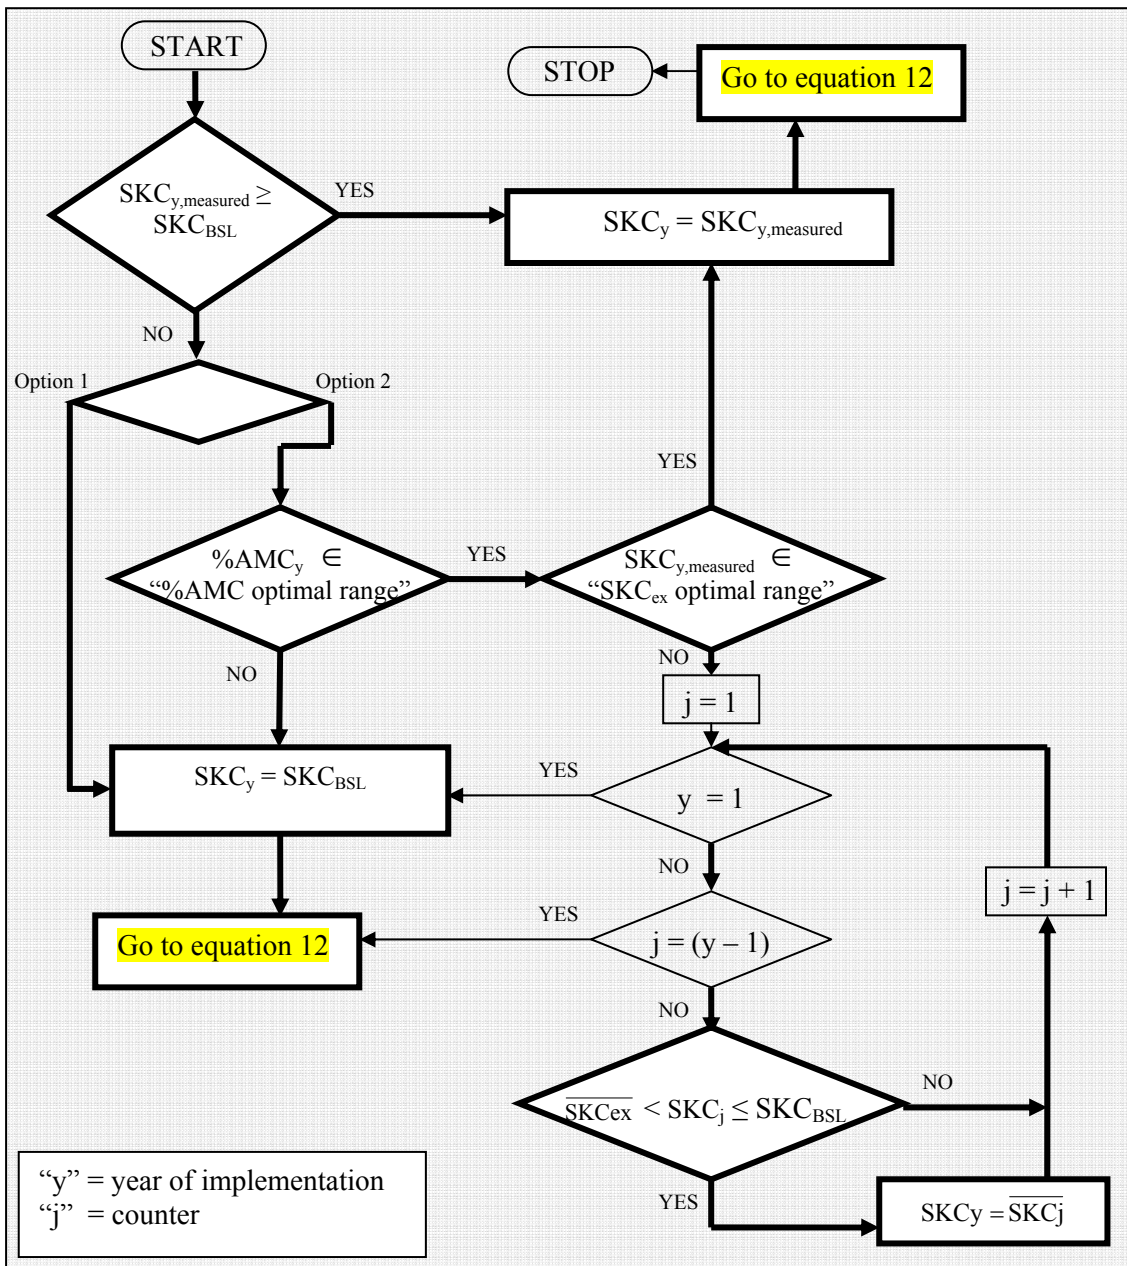 START
STOP
Go to equation 12
SKCy,measured ≥
SKCBSL
YES
SKCy = SKCy,measured
NO
Option 1
Option 2
YES
%AMCy ∈
“%AMC optimal range”
YES
SKCy,measured ∈
“SKCex optimal range”
NO
NO
j = 1
SKCy = SKCBSL
YES
y = 1
NO
j = j + 1
YES
Go to equation 12
j = (y – 1)
NO
NO
S̅K̅C̅e̅x̅ < SKCj ≤ SKCBSL
YES
SKCy = S̅K̅C̅j̅
“y” = year of implementation
“j” = counter